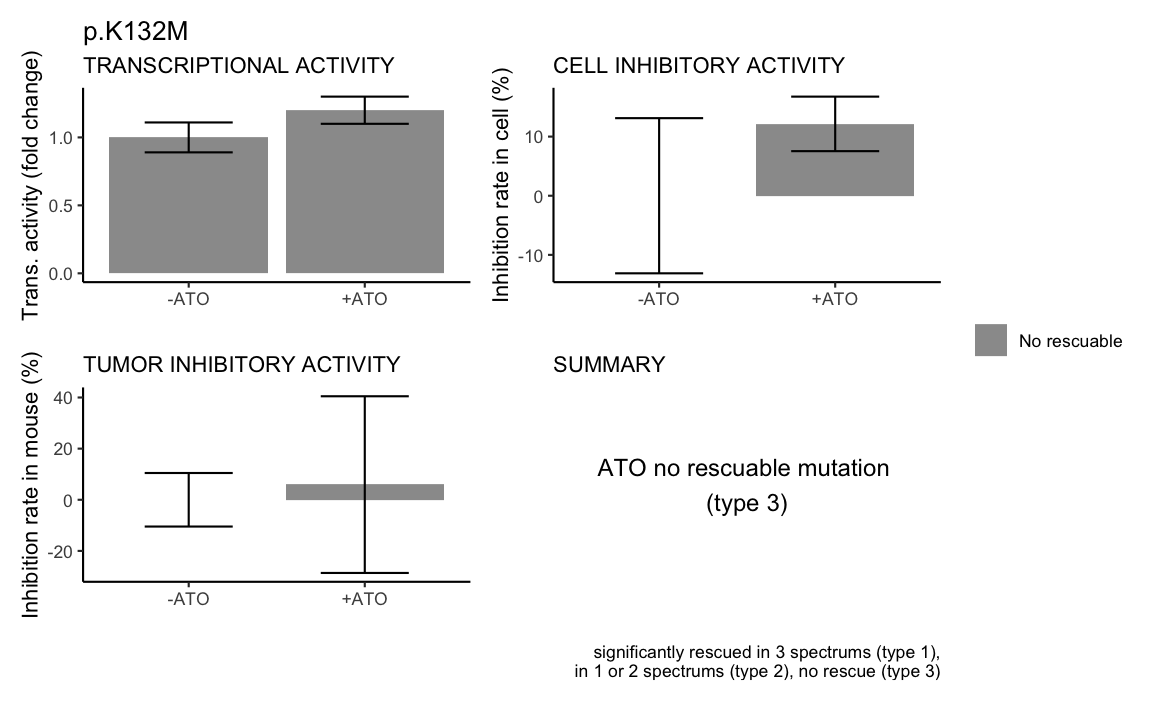 p.K132M
TRANSCRIPTIONAL ACTIVITY
Trans. activity (fold change)
1.0
0.5
0.0
-ATO
+ATO
CELL INHIBITORY ACTIVITY
Inhibition rate in cell (%)
10
0
-10
-ATO
+ATO
No rescuable
TUMOR INHIBITORY ACTIVITY
Inhibition rate in mouse (%)
40
20
0
-20
-ATO
+ATO
SUMMARY
ATO no rescuable mutation
(type 3)
significantly rescued in 3 spectrums (type 1),
in 1 or 2 spectrums (type 2), no rescue (type 3)